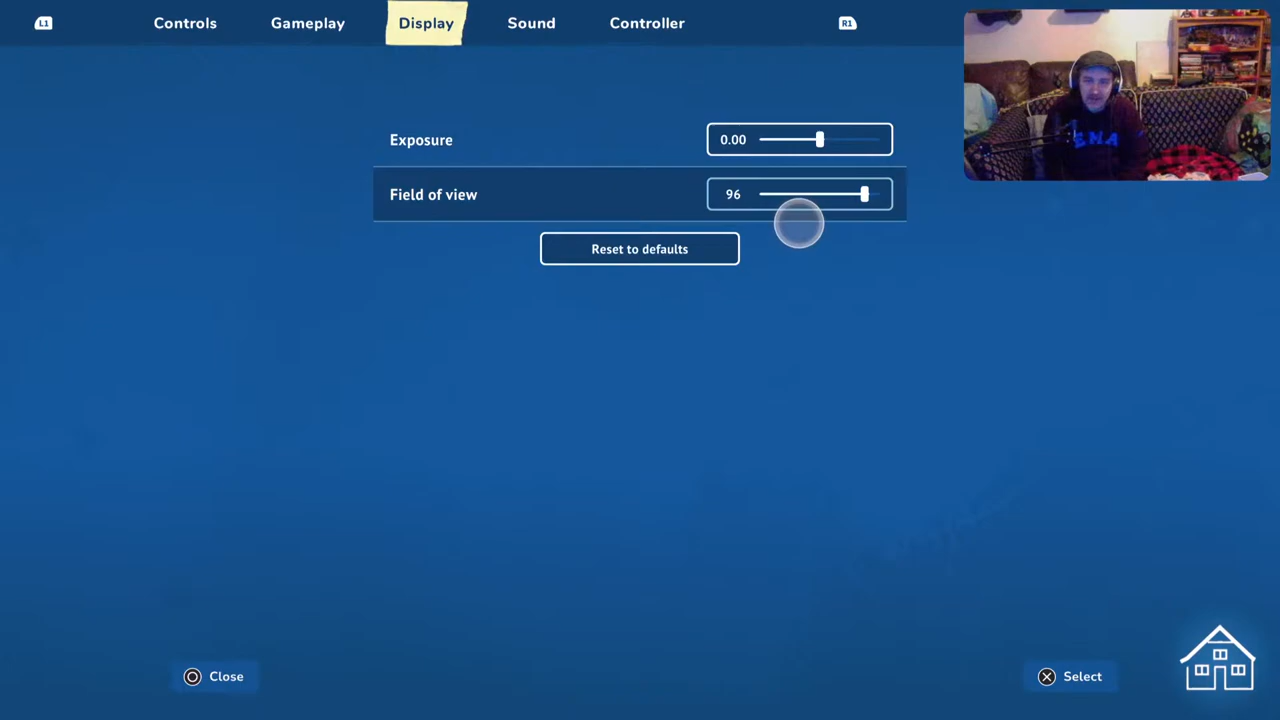 L1 Controls Gameplay Display Sound Controller R1
Exposure 0.00
Field of view 96
Reset to defaults
EMA
Close Select